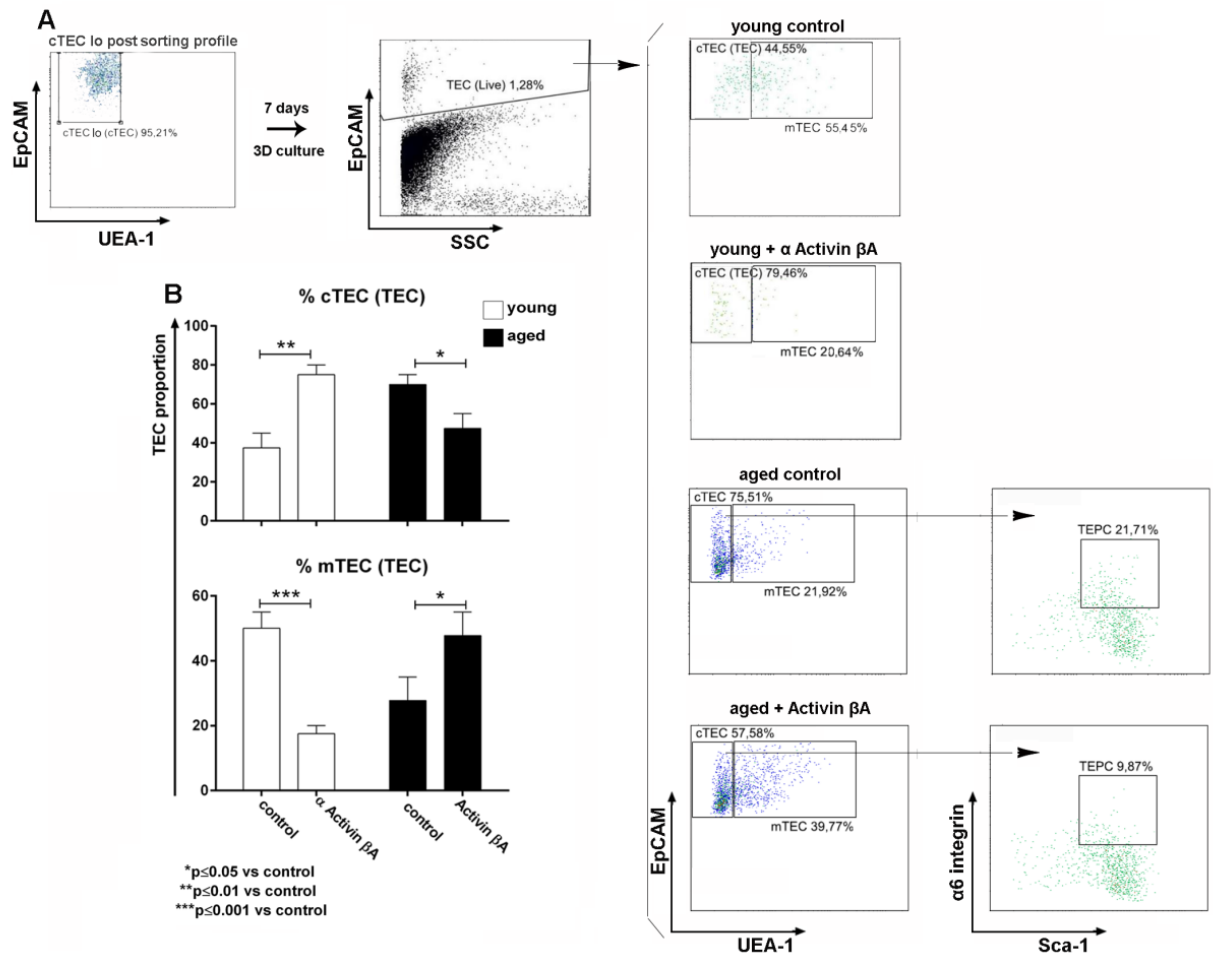 A
cTEC lo post sorting profile
EpCAM
cTEC lo (cTEC) 95,21%
UEA-1
7 days
3D culture
EpCAM
TEC (Live) 1,28%
SSC
young control
cTEC (TEC) 44,55%
mTEC 55,45%
young + α Activin βA
cTEC (TEC) 79,46%
mTEC 20,64%
aged control
cTEC 75,51%
mTEC 21,92%
TEPC 21,71%
aged + Activin βA
cTEC 57,58%
mTEC 39,77%
TEPC 9,87%
EpCAM
UEA-1
α6 integrin
Sca-1
B
% cTEC (TEC)
young
aged
TEC proportion
100
80
60
40
20
0
**
*
% mTEC (TEC)
60
40
20
0
***
*
control
α Activin βA
control
Activin βA
*p≤0.05 vs control
**p≤0.01 vs control
***p≤0.001 vs control